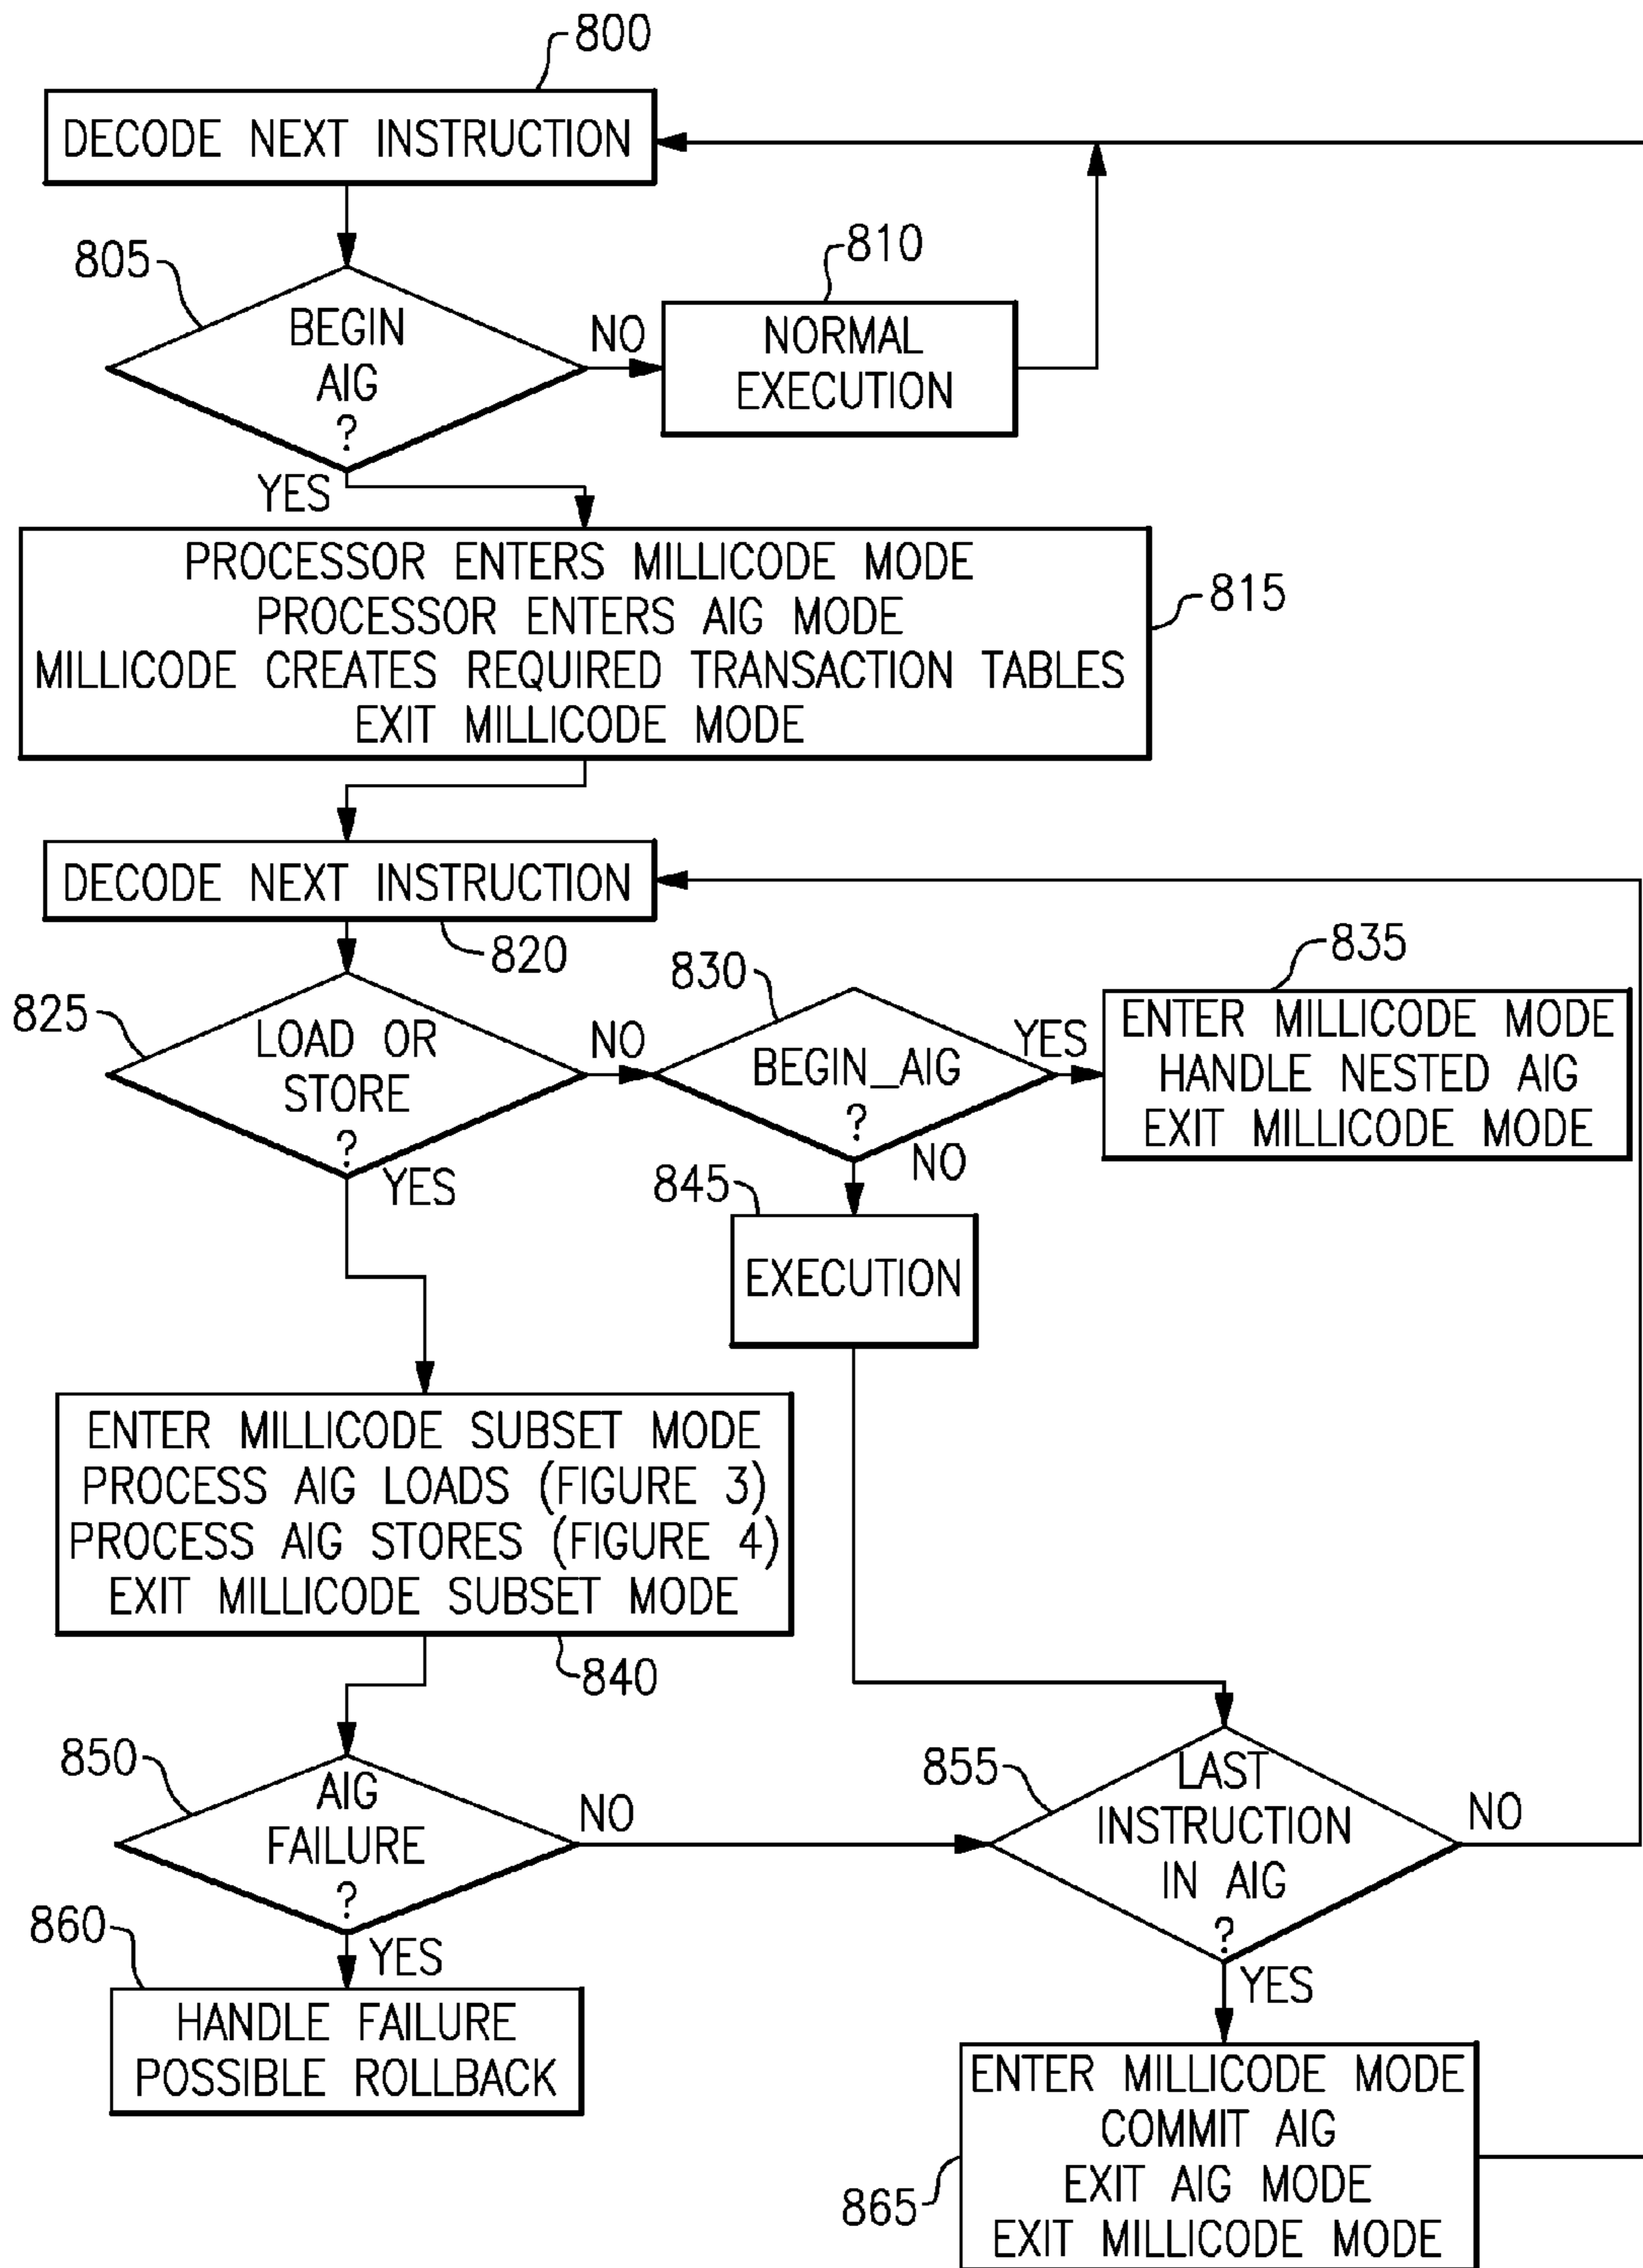 800
DECODE NEXT INSTRUCTION
805
BEGIN
AIG
?
NO
810
NORMAL
EXECUTION
YES
PROCESSOR ENTERS MILLICODE MODE
PROCESSOR ENTERS AIG MODE
MILLICODE CREATES REQUIRED TRANSACTION TABLES
EXIT MILLICODE MODE
815
DECODE NEXT INSTRUCTION
820
825
LOAD OR
STORE
?
NO
YES
830
BEGIN_AIG
?
YES
NO
835
ENTER MILLICODE MODE
HANDLE NESTED AIG
EXIT MILLICODE MODE
845
EXECUTION
ENTER MILLICODE SUBSET MODE
PROCESS AIG LOADS (FIGURE 3)
PROCESS AIG STORES (FIGURE 4)
EXIT MILLICODE SUBSET MODE
840
850
AIG
FAILURE
?
NO
YES
855
LAST
INSTRUCTION
IN AIG
?
NO
YES
860
HANDLE FAILURE
POSSIBLE ROLLBACK
ENTER MILLICODE MODE
COMMIT AIG
EXIT AIG MODE
EXIT MILLICODE MODE
865